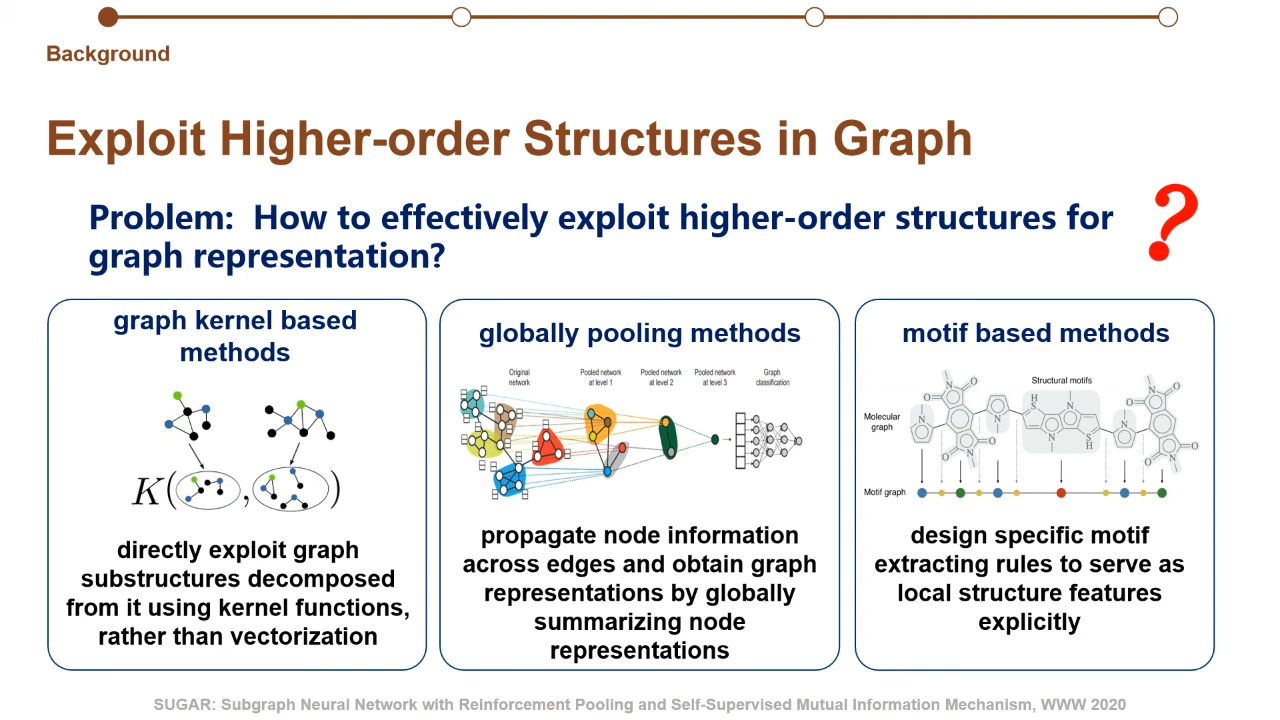 Background
Exploit Higher-order Structures in Graph
Problem: How to effectively exploit higher-order structures for
graph representation?
?
graph kernel based
methods
K( , )
directly exploit graph
substructures decomposed
from it using kernel functions,
rather than vectorization
globally pooling methods
Original
network
Pooled network
at level 1
Pooled network
at level 2
Pooled network
at level 3
Graph
classification
propagate node information
across edges and obtain graph
representations by globally
summarizing node
representations
motif based methods
Structural motifs
Molecular
graph
Motif graph
design specific motif
extracting rules to serve as
local structure features
explicitly
SUGAR: Subgraph Neural Network with Reinforcement Pooling and Self-Supervised Mutual Information Mechanism, WWW 2020